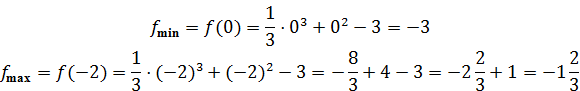 f_min = f(0) = 1/3 · 0³ + 0² − 3 = −3
f_max = f(−2) = 1/3 · (−2)³ + (−2)² − 3 = −8/3 + 4 − 3 = −2 2/3 + 1 = −1 2/3